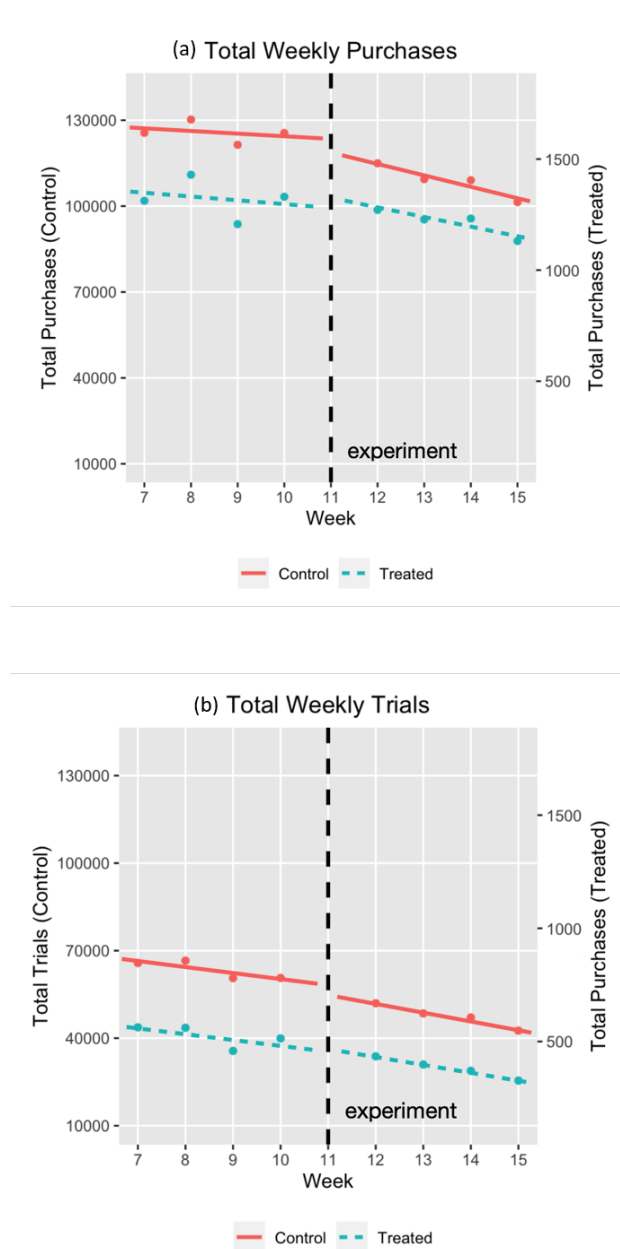 (a) Total Weekly Purchases
Total Purchases (Control)
130000
100000
70000
40000
10000
1500
1000
500
Total Purchases (Treated)
experiment
7 8 9 10 11 12 13 14 15
Week
Control Treated
(b) Total Weekly Trials
Total Trials (Control)
130000
100000
70000
40000
10000
1500
1000
500
Total Purchases (Treated)
experiment
7 8 9 10 11 12 13 14 15
Week
Control Treated